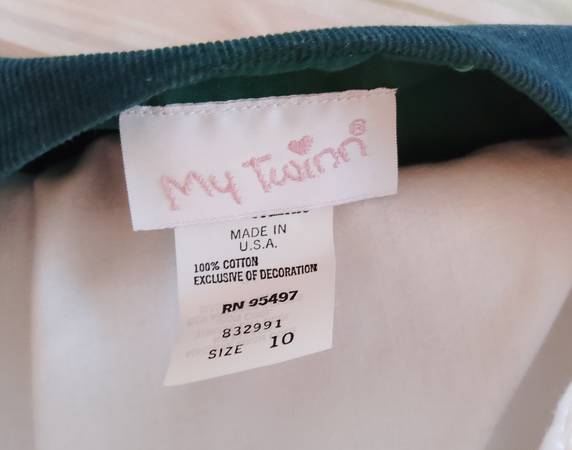 My Twinn®
MADE IN
U.S.A.
100% COTTON
EXCLUSIVE OF DECORATION
RN 95497
832991
SIZE 10